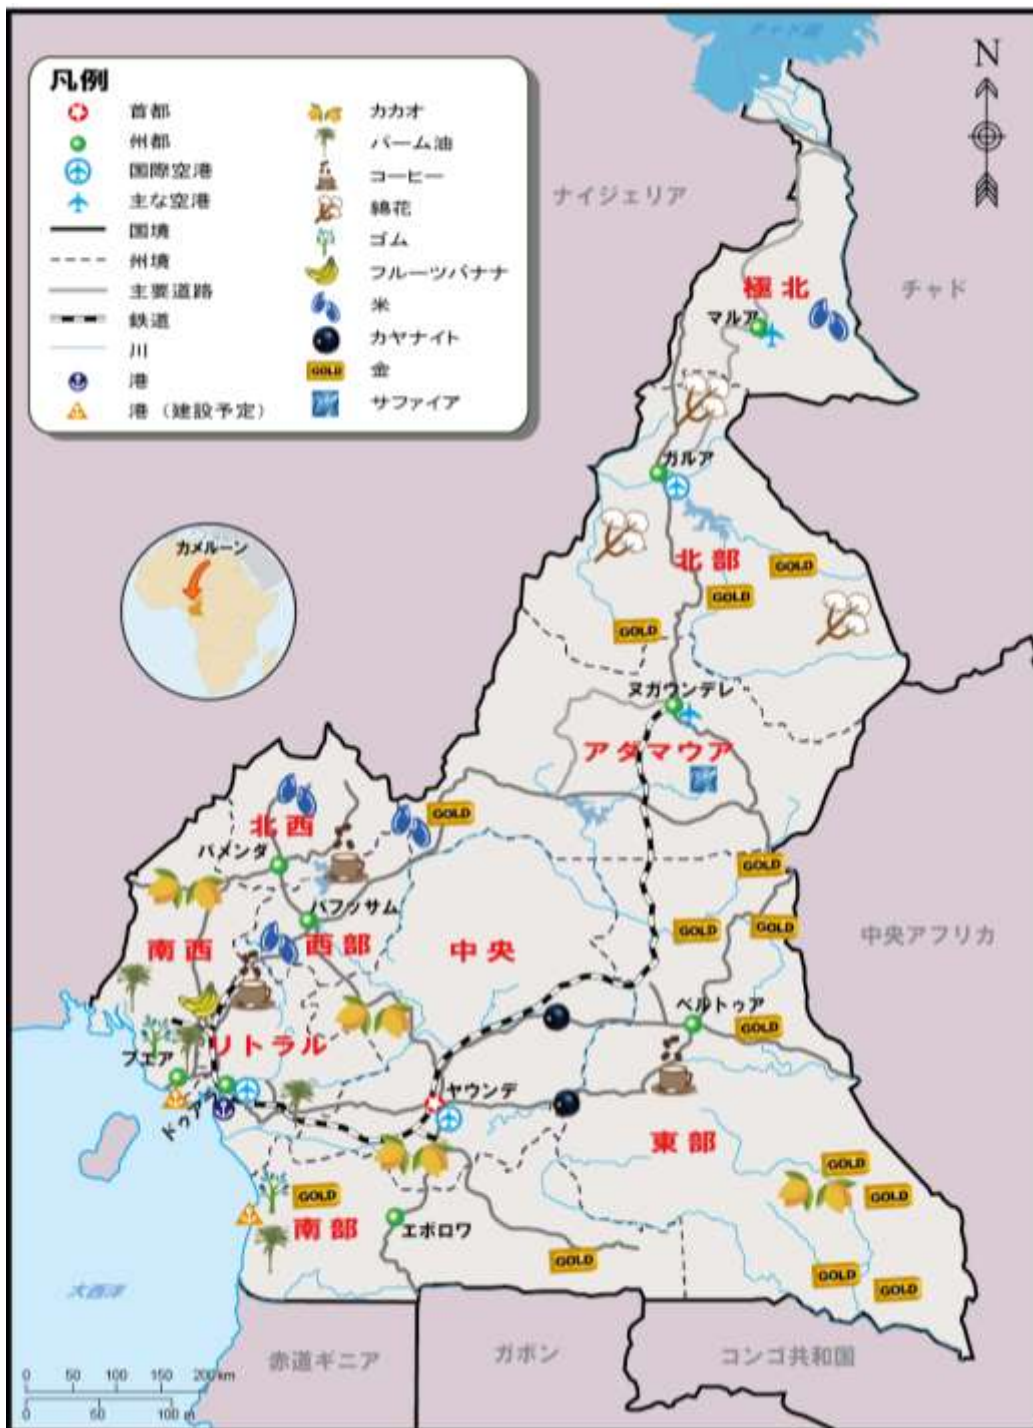 チャド湖
N
凡例
首都
州都
国際空港
主な空港
国境
州境
主要道路
鉄道
川
港
港（建設予定）
カカオ
パーム油
コーヒー
綿花
ゴム
フルーツバナナ
米
カヤナイト
GOLD 金
サファイア
ナイジェリア
チャド
極北
マルア
ガルア
カメルーン
北部
GOLD
GOLD
GOLD
ヌガウンデレ
アダマウア
GOLD
北西
バメンダ
GOLD
バフッサム
南西
西部
中央
GOLD
GOLD
中央アフリカ
ベルトゥア
GOLD
リトラル
ブエア
ドゥアラ
ヤウンデ
東部
GOLD
GOLD
GOLD
南部
エボロワ
GOLD
GOLD
GOLD
大西洋
赤道ギニア
ガボン
コンゴ共和国
0 50 100 150 200 km
0 50 100 m